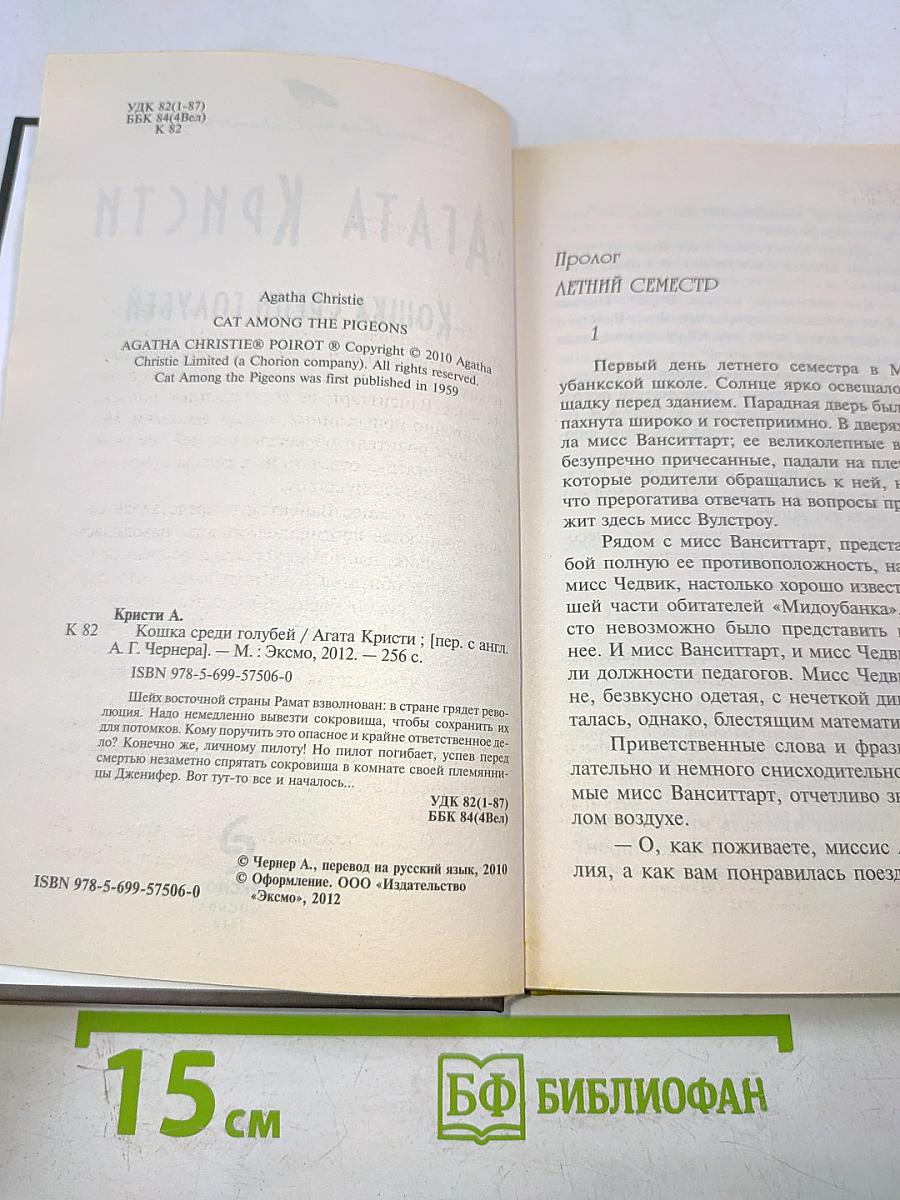 УДК 82(1-87)
ББК 84(4Вел)
К 82
АГАТА КРИСТИ
КОШКА СРЕДИ ГОЛУБЕЙ
Agatha Christie
CAT AMONG THE PIGEONS
AGATHA CHRISTIE® POIROT ® Copyright © 2010 Agatha
Christie Limited (a Chorion company). All rights reserved.
Cat Among the Pigeons was first published in 1959
Кристи А.
К 82 Кошка среди голубей / Агата Кристи ; [пер. с англ.
А. Г. Чернера]. — М. : Эксмо, 2012. — 256 с.
ISBN 978-5-699-57506-0
Шейх восточной страны Рамат взволнован: в стране грядет рево-
люция. Надо немедленно вывезти сокровища, чтобы сохранить их
для потомков. Кому поручить это опасное и крайне ответственное де-
ло? Конечно же, личному пилоту! Но пилот погибает, успев перед
смертью незаметно спрятать сокровища в комнате своей племянни-
цы Дженифер. Вот тут-то все и началось...
УДК 82(1-87)
ББК 84(4Вел)
© Чернер А., перевод на русский язык, 2010
© Оформление. ООО «Издательство
«Эксмо», 2012
ISBN 978-5-699-57506-0
Пролог
ЛЕТНИЙ СЕМЕСТР
1
Первый день летнего семестра в М
убанкской школе. Солнце ярко освещало
щадку перед зданием. Парадная дверь был
пахнута широко и гостеприимно. В дверях
ла мисс Ванситтарт; ее великолепные в
безупречно причесанные, падали на пле
которые родители обращались к ней, н
что прерогатива отвечать на вопросы пр
жит здесь мисс Вулстроу.
Рядом с мисс Ванситтарт, предста
бой полную ее противоположность, на
мисс Чедвик, настолько хорошо извест
шей части обитателей «Мидоубанка»,
сто невозможно было представить
нее. И мисс Ванситтарт, и мисс Чедв
ли должности педагогов. Мисс Чедв
не, безвкусно одетая, с нечеткой ди
талась, однако, блестящим математи
Приветственные слова и фраз
лательно и немного снисходительно
мые мисс Ванситтарт, отчетливо зв
лом воздухе.
— О, как поживаете, миссис
лия, а как вам понравилась поезд
15 см
БФ БИБЛИОФАН